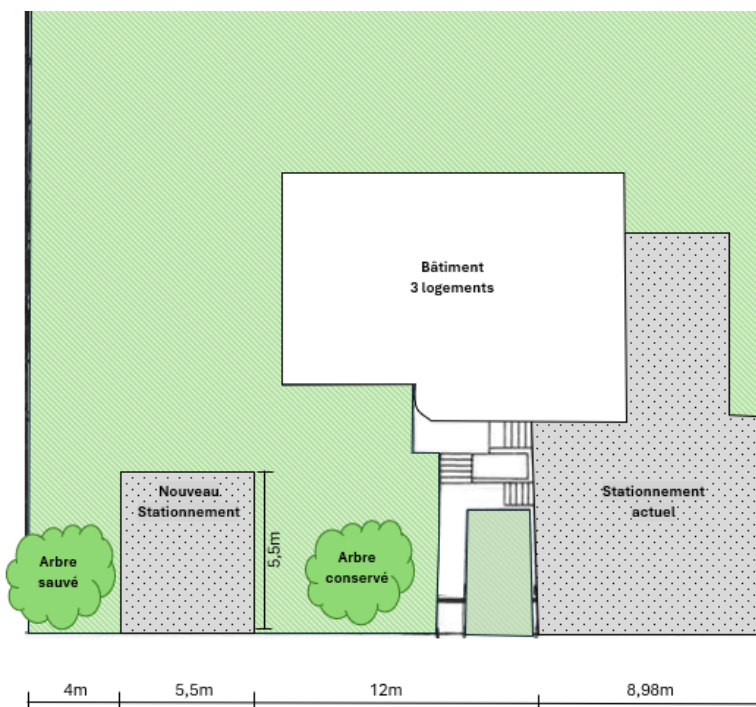 Bâtiment
3 logements
Nouveau
Stationnement
Stationnement
actuel
Arbre
sauvé
5,5m
Arbre
conservé
4m
5,5m
12m
8,98m